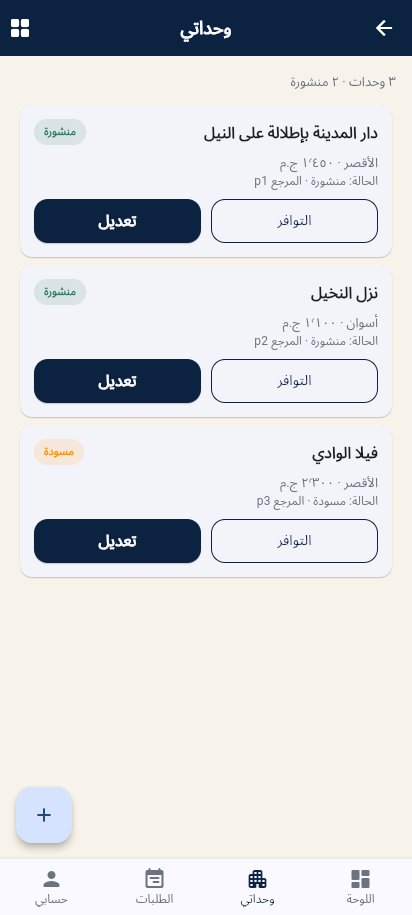 وحداتي
٣ وحدات · ٢ منشورة
دار المدينة بإطلالة على النيل
منشورة
الأقصر · ١٬٤٥٠ ج.م
الحالة: منشورة · المرجع p1
التوافر
تعديل
نزل النخيل
منشورة
أسوان · ١٬١٠٠ ج.م
الحالة: منشورة · المرجع p2
التوافر
تعديل
فيلا الوادي
مسودة
الأقصر · ٢٬٣٠٠ ج.م
الحالة: مسودة · المرجع p3
التوافر
تعديل
اللوحة
وحداتي
الطلبات
حسابي